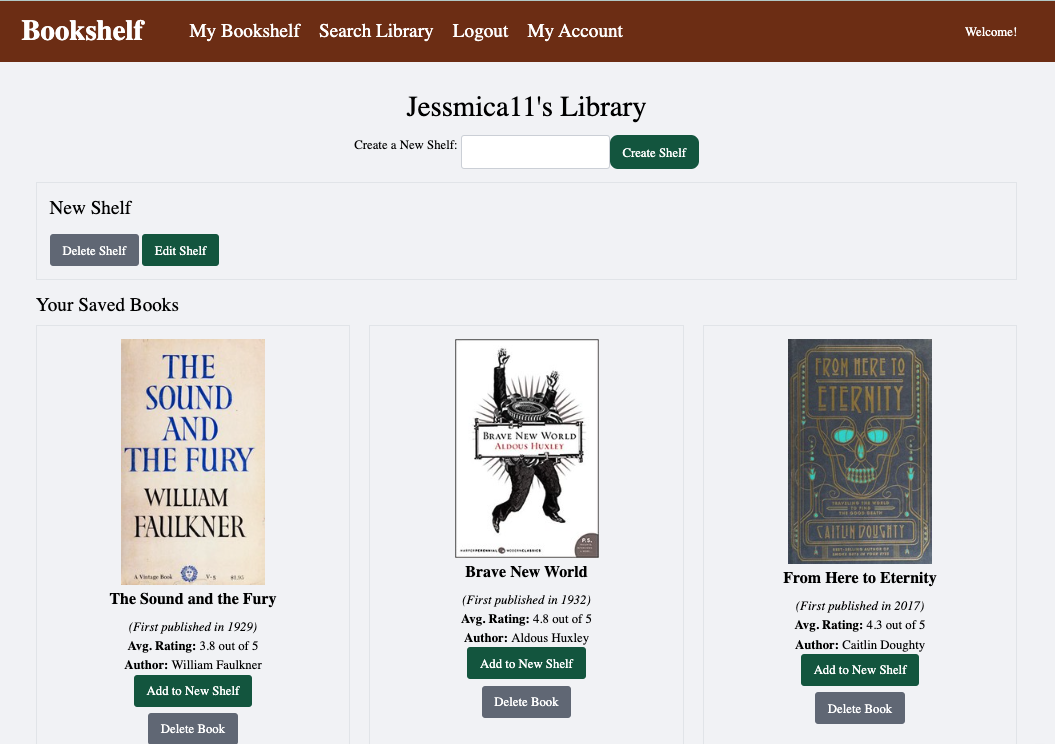 Bookshelf My Bookshelf Search Library Logout My Account Welcome!
Jessmica11's Library
Create a New Shelf: Create Shelf
New Shelf
Delete Shelf Edit Shelf
Your Saved Books
THE
SOUND
AND
THE FURY
WILLIAM
FAULKNER
A Vintage Book V-5 $1.95
The Sound and the Fury
(First published in 1929)
Avg. Rating: 3.8 out of 5
Author: William Faulkner
Add to New Shelf
Delete Book
BRAVE NEW WORLD
ALDOUS HUXLEY
P.S.
HARPERPERENNIAL MODERNCLASSICS
Brave New World
(First published in 1932)
Avg. Rating: 4.8 out of 5
Author: Aldous Huxley
Add to New Shelf
Delete Book
FROM HERE TO
ETERNITY
TRAVELING THE WORLD
TO FIND
THE GOOD DEATH
CAITLIN DOUGHTY
From Here to Eternity
(First published in 2017)
Avg. Rating: 4.3 out of 5
Author: Caitlin Doughty
Add to New Shelf
Delete Book